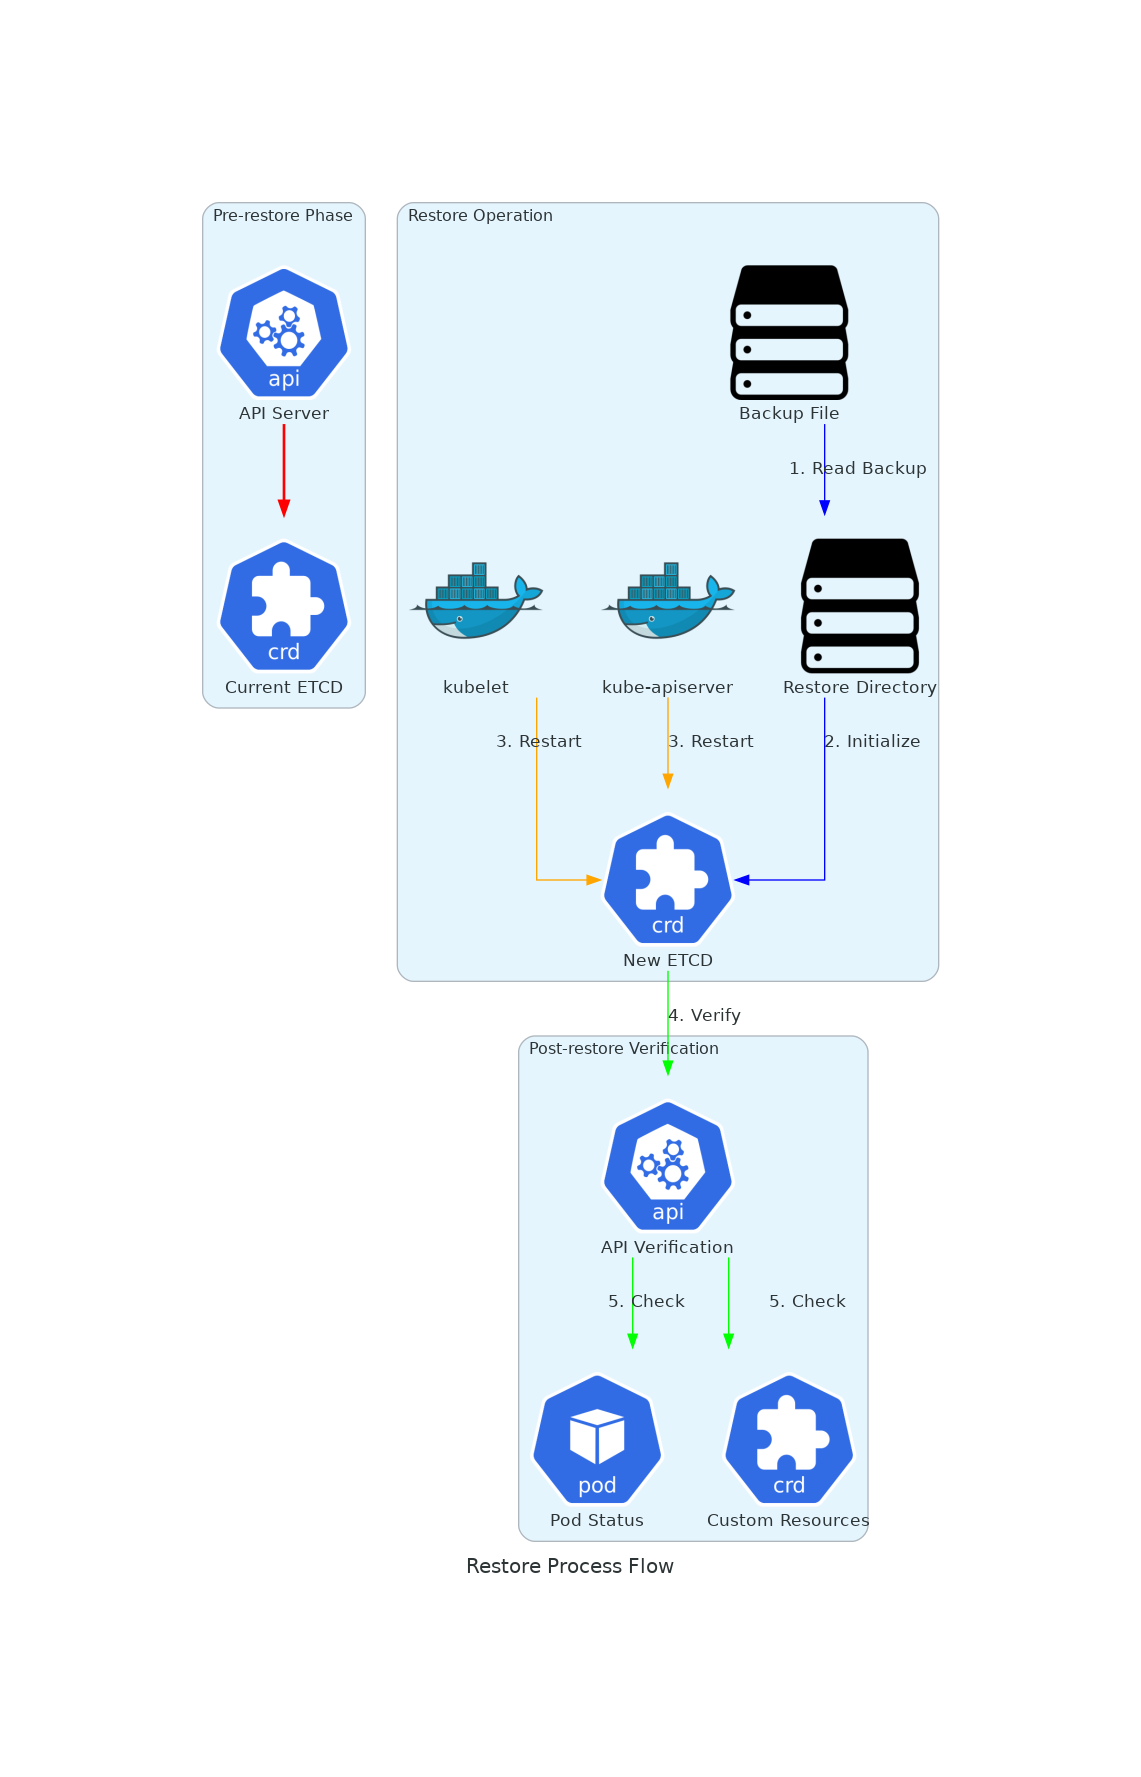 Pre-restore Phase
api
API Server
crd
Current ETCD
Restore Operation
Backup File
1. Read Backup
kubelet
kube-apiserver
Restore Directory
3. Restart
3. Restart
2. Initialize
crd
New ETCD
4. Verify
Post-restore Verification
api
API Verification
5. Check
5. Check
pod
Pod Status
crd
Custom Resources
Restore Process Flow